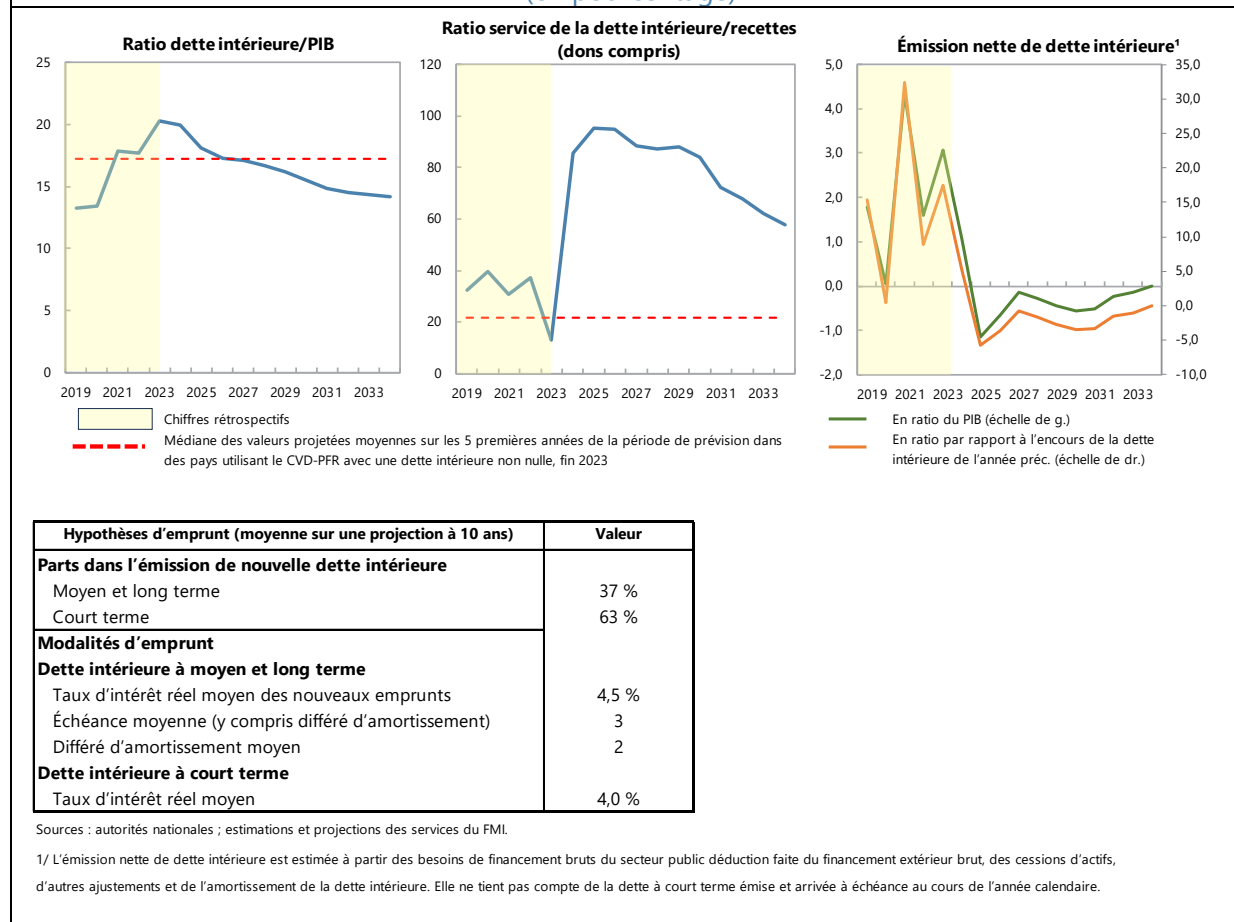 Ratio dette intérieure/PIB
25
20
15
10
5
0
2019 2021 2023 2025 2027 2029 2031 2033
Ratio service de la dette intérieure/recettes
(dons compris)
120
100
80
60
40
20
0
2019 2021 2023 2025 2027 2029 2031 2033
Émission nette de dette intérieure¹
5,0
4,0
3,0
2,0
1,0
0,0
-1,0
-2,0
35,0
30,0
25,0
20,0
15,0
10,0
5,0
0,0
-5,0
-10,0
2019 2021 2023 2025 2027 2029 2031 2033
Chiffres rétrospectifs
Médiane des valeurs projetées moyennes sur les 5 premières années de la période de prévision dans
des pays utilisant le CVD-PFR avec une dette intérieure non nulle, fin 2023
En ratio du PIB (échelle de g.)
En ratio par rapport à l'encours de la dette
intérieure de l'année préc. (échelle de dr.)
Hypothèses d'emprunt (moyenne sur une projection à 10 ans) Valeur
Parts dans l'émission de nouvelle dette intérieure
Moyen et long terme 37 %
Court terme 63 %
Modalités d'emprunt
Dette intérieure à moyen et long terme
Taux d'intérêt réel moyen des nouveaux emprunts 4,5 %
Échéance moyenne (y compris différé d'amortissement) 3
Différé d'amortissement moyen 2
Dette intérieure à court terme
Taux d'intérêt réel moyen 4,0 %
Sources : autorités nationales ; estimations et projections des services du FMI.
1/ L'émission nette de dette intérieure est estimée à partir des besoins de financement bruts du secteur public déduction faite du financement extérieur brut, des cessions d'actifs,
d'autres ajustements et de l'amortissement de la dette intérieure. Elle ne tient pas compte de la dette à court terme émise et arrivée à échéance au cours de l'année calendaire.